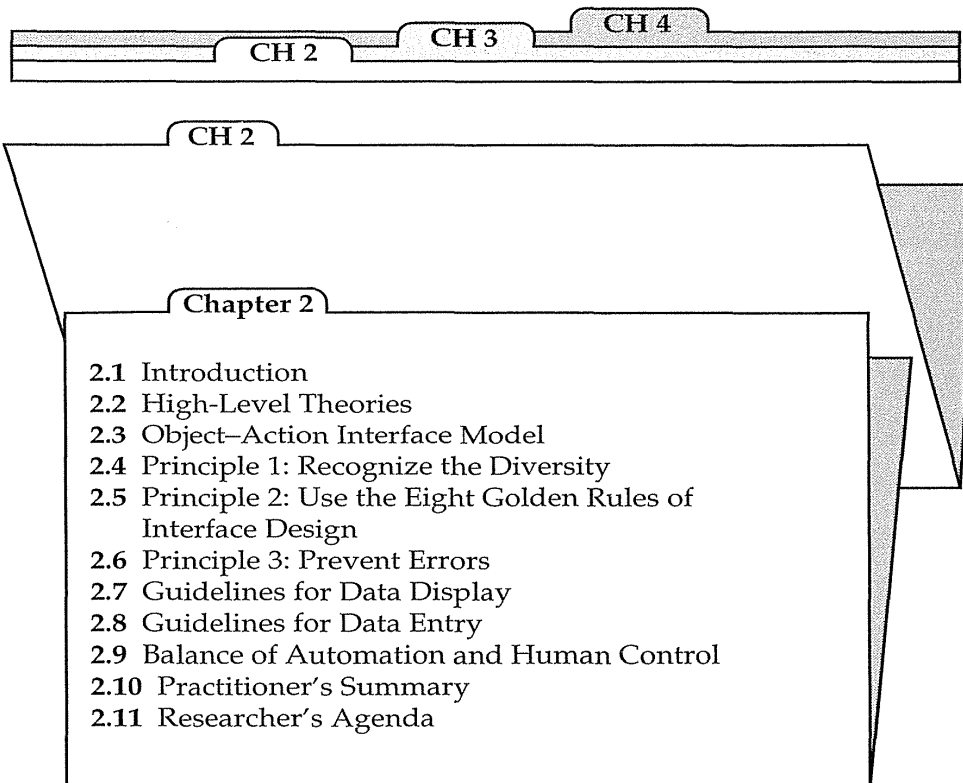 CH 2
CH 3
CH 4
CH 2
Chapter 2
2.1 Introduction
2.2 High-Level Theories
2.3 Object–Action Interface Model
2.4 Principle 1: Recognize the Diversity
2.5 Principle 2: Use the Eight Golden Rules of
Interface Design
2.6 Principle 3: Prevent Errors
2.7 Guidelines for Data Display
2.8 Guidelines for Data Entry
2.9 Balance of Automation and Human Control
2.10 Practitioner's Summary
2.11 Researcher's Agenda